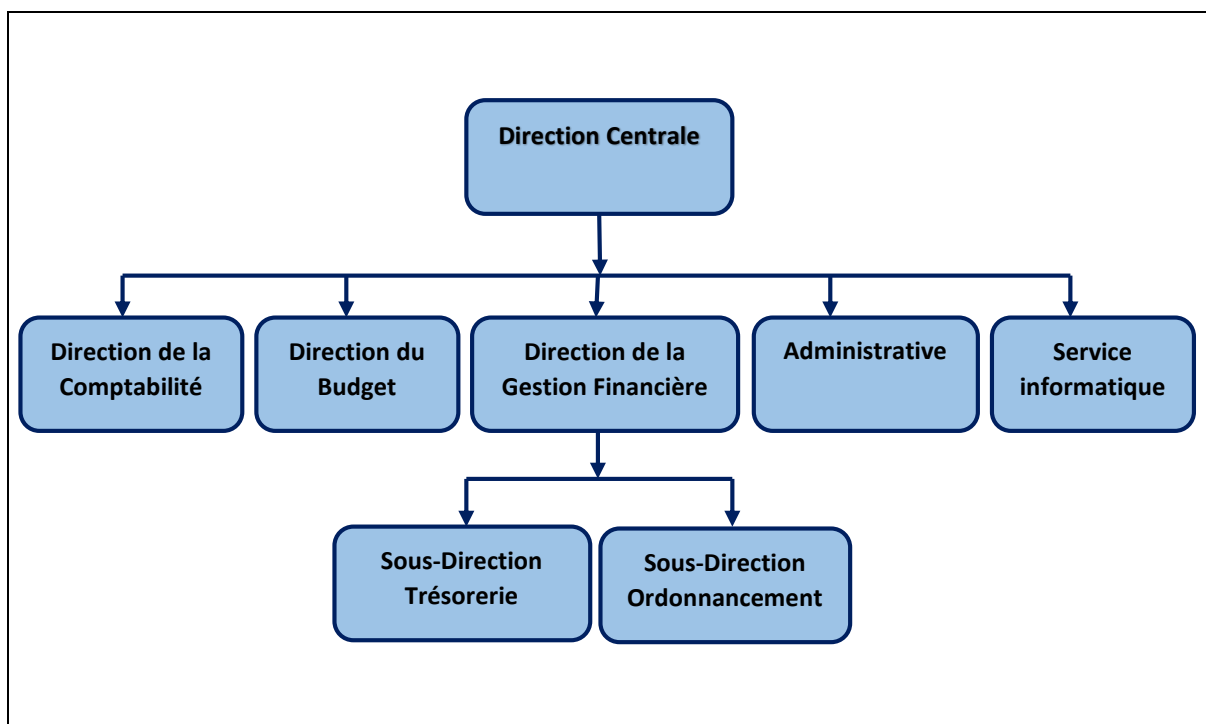 Direction Centrale
Direction de la
Comptabilité
Direction du
Budget
Direction de la
Gestion Financière
Administrative
Service
informatique
Sous-Direction
Trésorerie
Sous-Direction
Ordonnancement